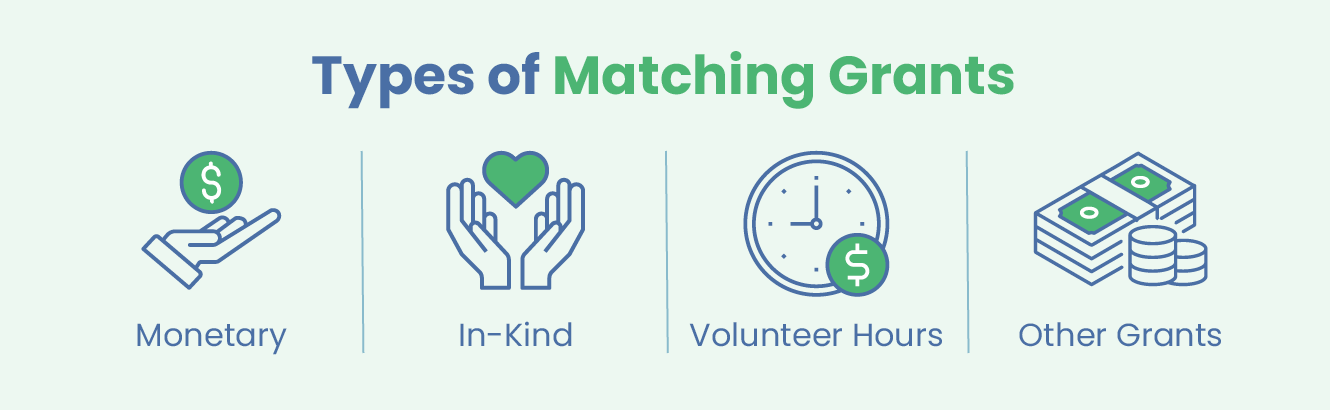 Types of Matching Grants
Monetary
In-Kind
Volunteer Hours
Other Grants